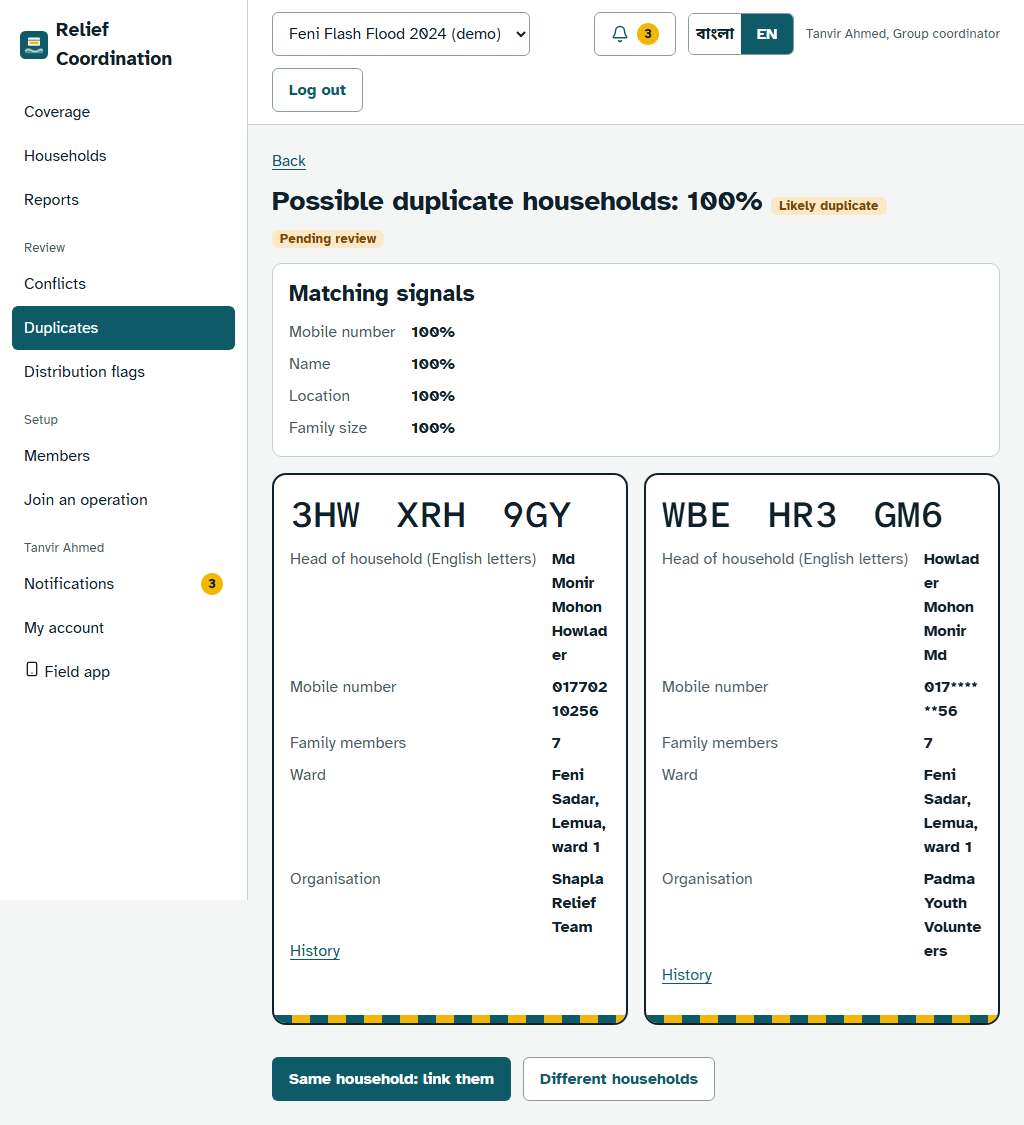 Relief
Coordination
Coverage
Households
Reports
Review
Conflicts
Duplicates
Distribution flags
Setup
Members
Join an operation
Tanvir Ahmed
Notifications 3
My account
Field app
Feni Flash Flood 2024 (demo) 3 বাংলা EN Tanvir Ahmed, Group coordinator
Log out
Back
Possible duplicate households: 100% Likely duplicate
Pending review
Matching signals
Mobile number 100%
Name 100%
Location 100%
Family size 100%
3HW XRH 9GY
Head of household (English letters) Md
Monir
Mohon
Howlad
er
Mobile number 017702
10256
Family members 7
Ward Feni
Sadar,
Lemua,
ward 1
Organisation Shapla
Relief
Team
History
WBE HR3 GM6
Head of household (English letters) Howlad
er
Mohon
Monir
Md
Mobile number 017****
**56
Family members 7
Ward Feni
Sadar,
Lemua,
ward 1
Organisation Padma
Youth
Volunte
ers
History
Same household: link them Different households